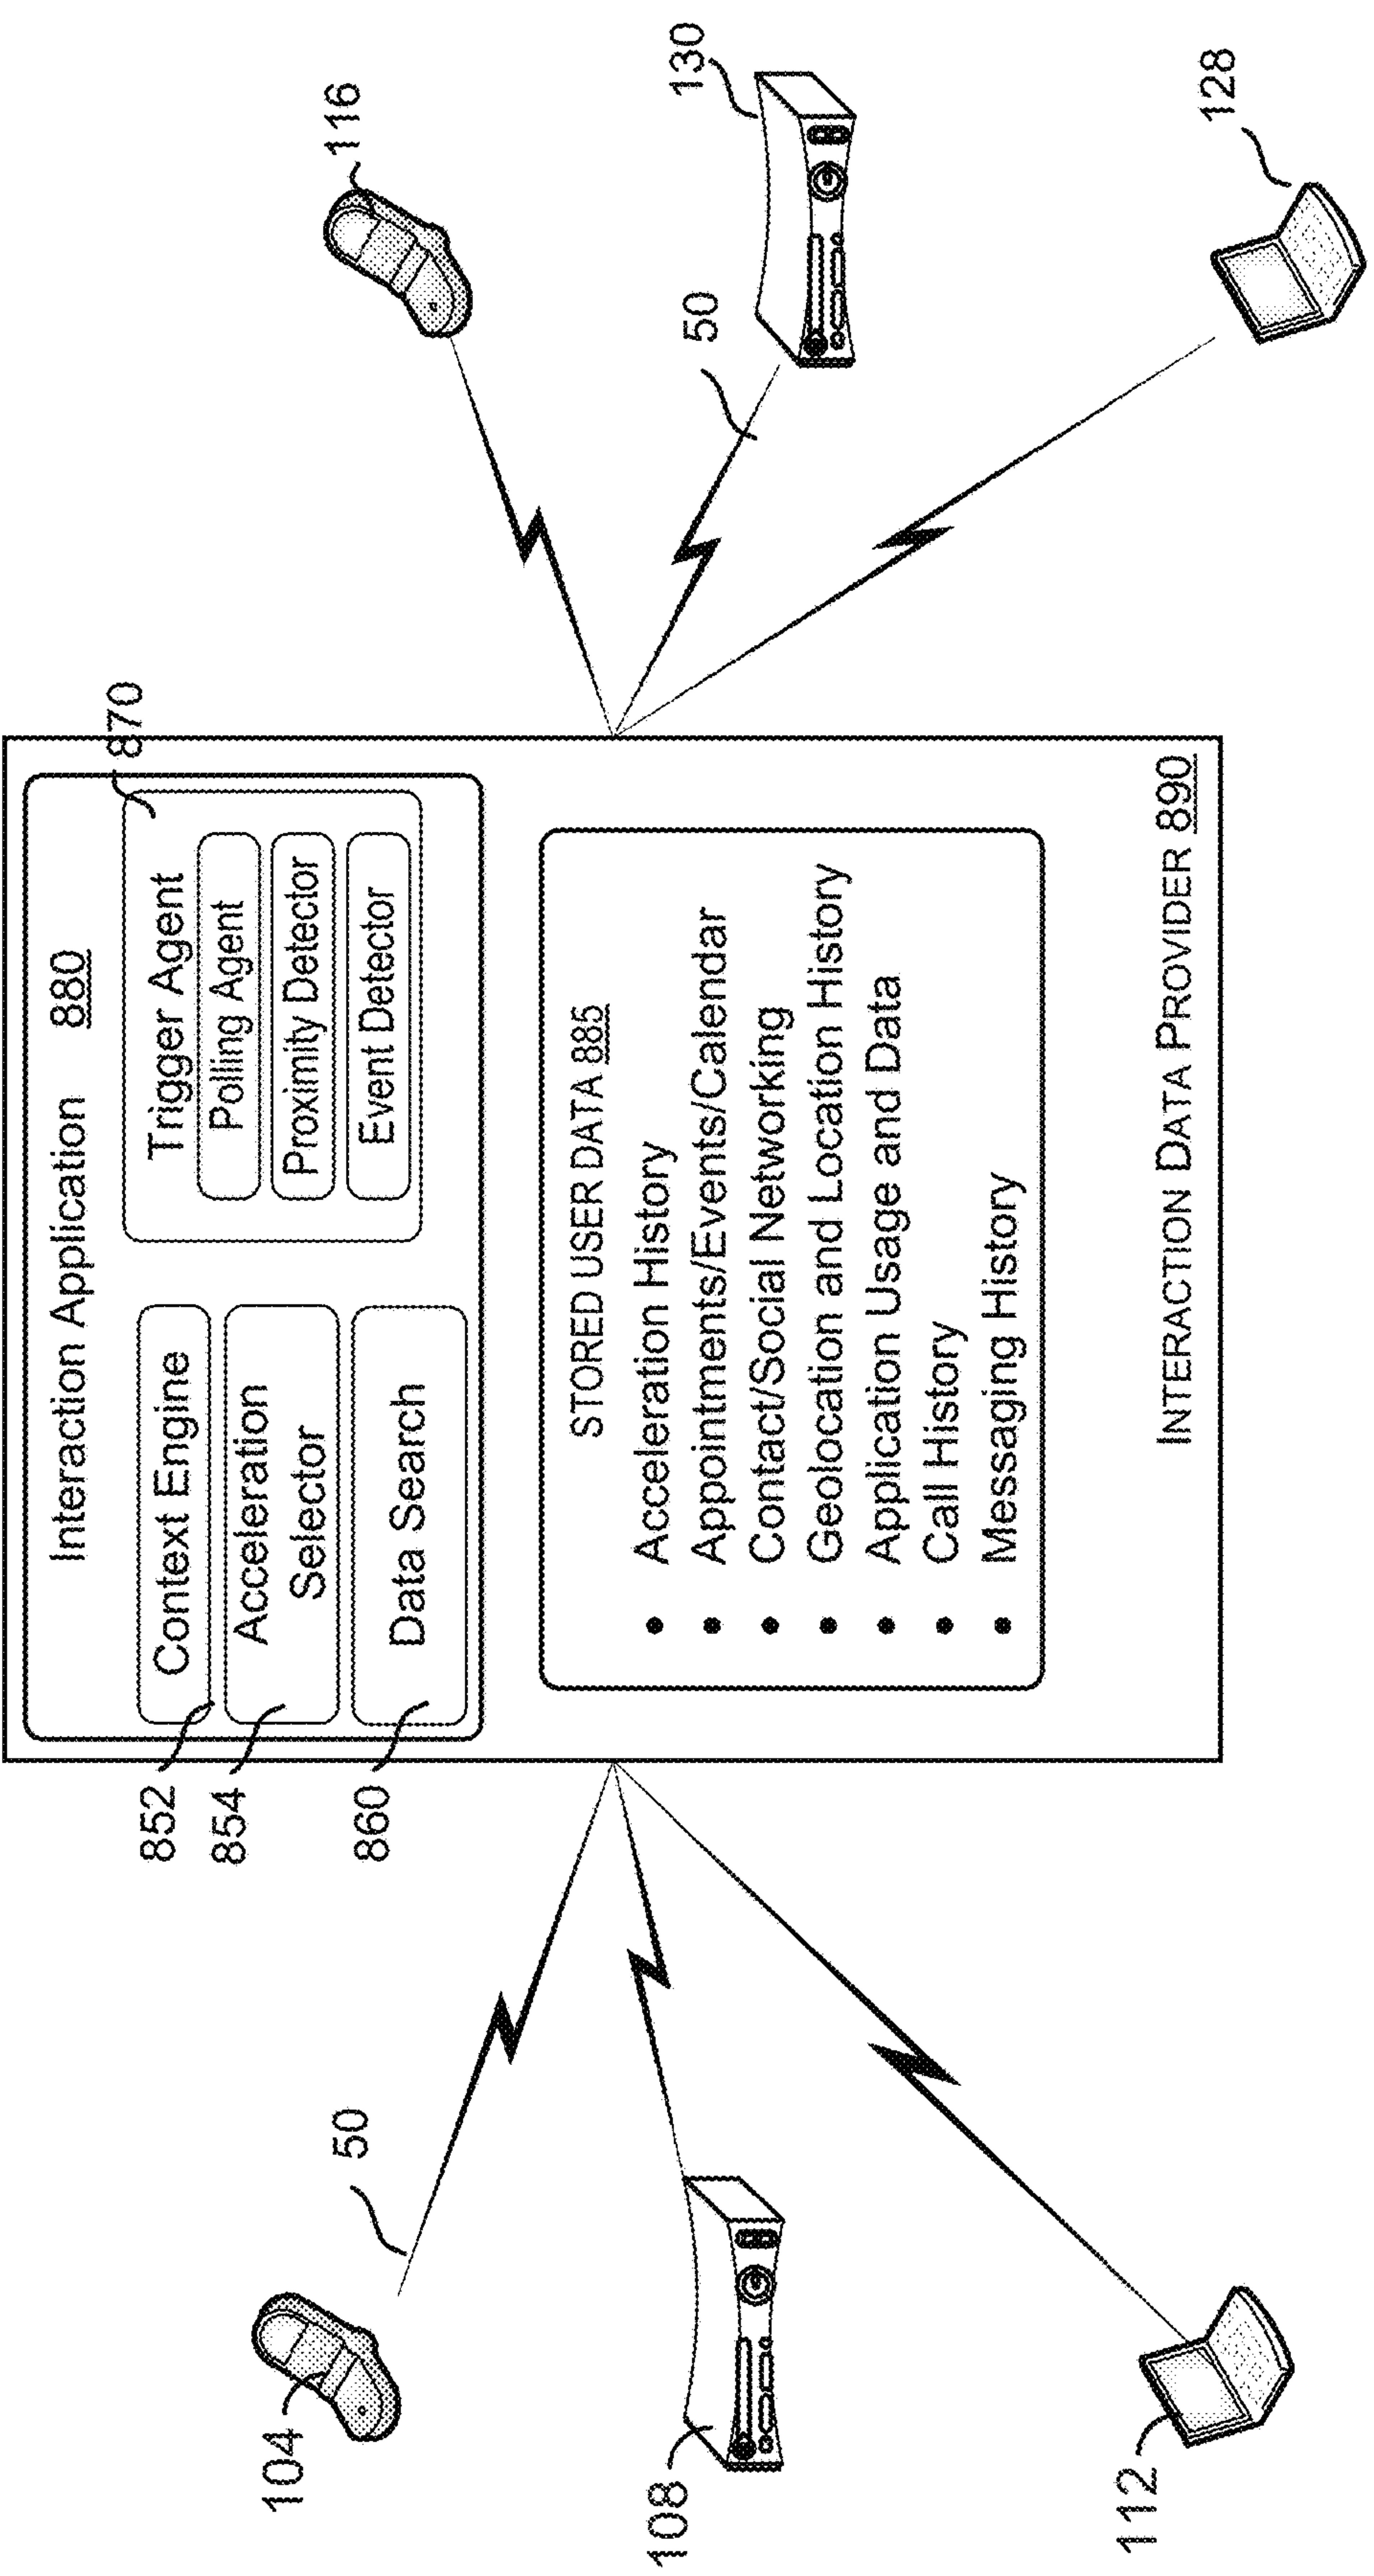 Interaction Application 880
852
Context Engine
854
Acceleration
Selector
860
Data Search
870
Trigger Agent
Polling Agent
Proximity Detector
Event Detector
STORED USER DATA 885
• Acceleration History
• Appointments/Events/Calendar
• Contact/Social Networking
• Geolocation and Location History
• Application Usage and Data
• Call History
• Messaging History
INTERACTION DATA PROVIDER 890
50
104
108
112
116
50
130
128